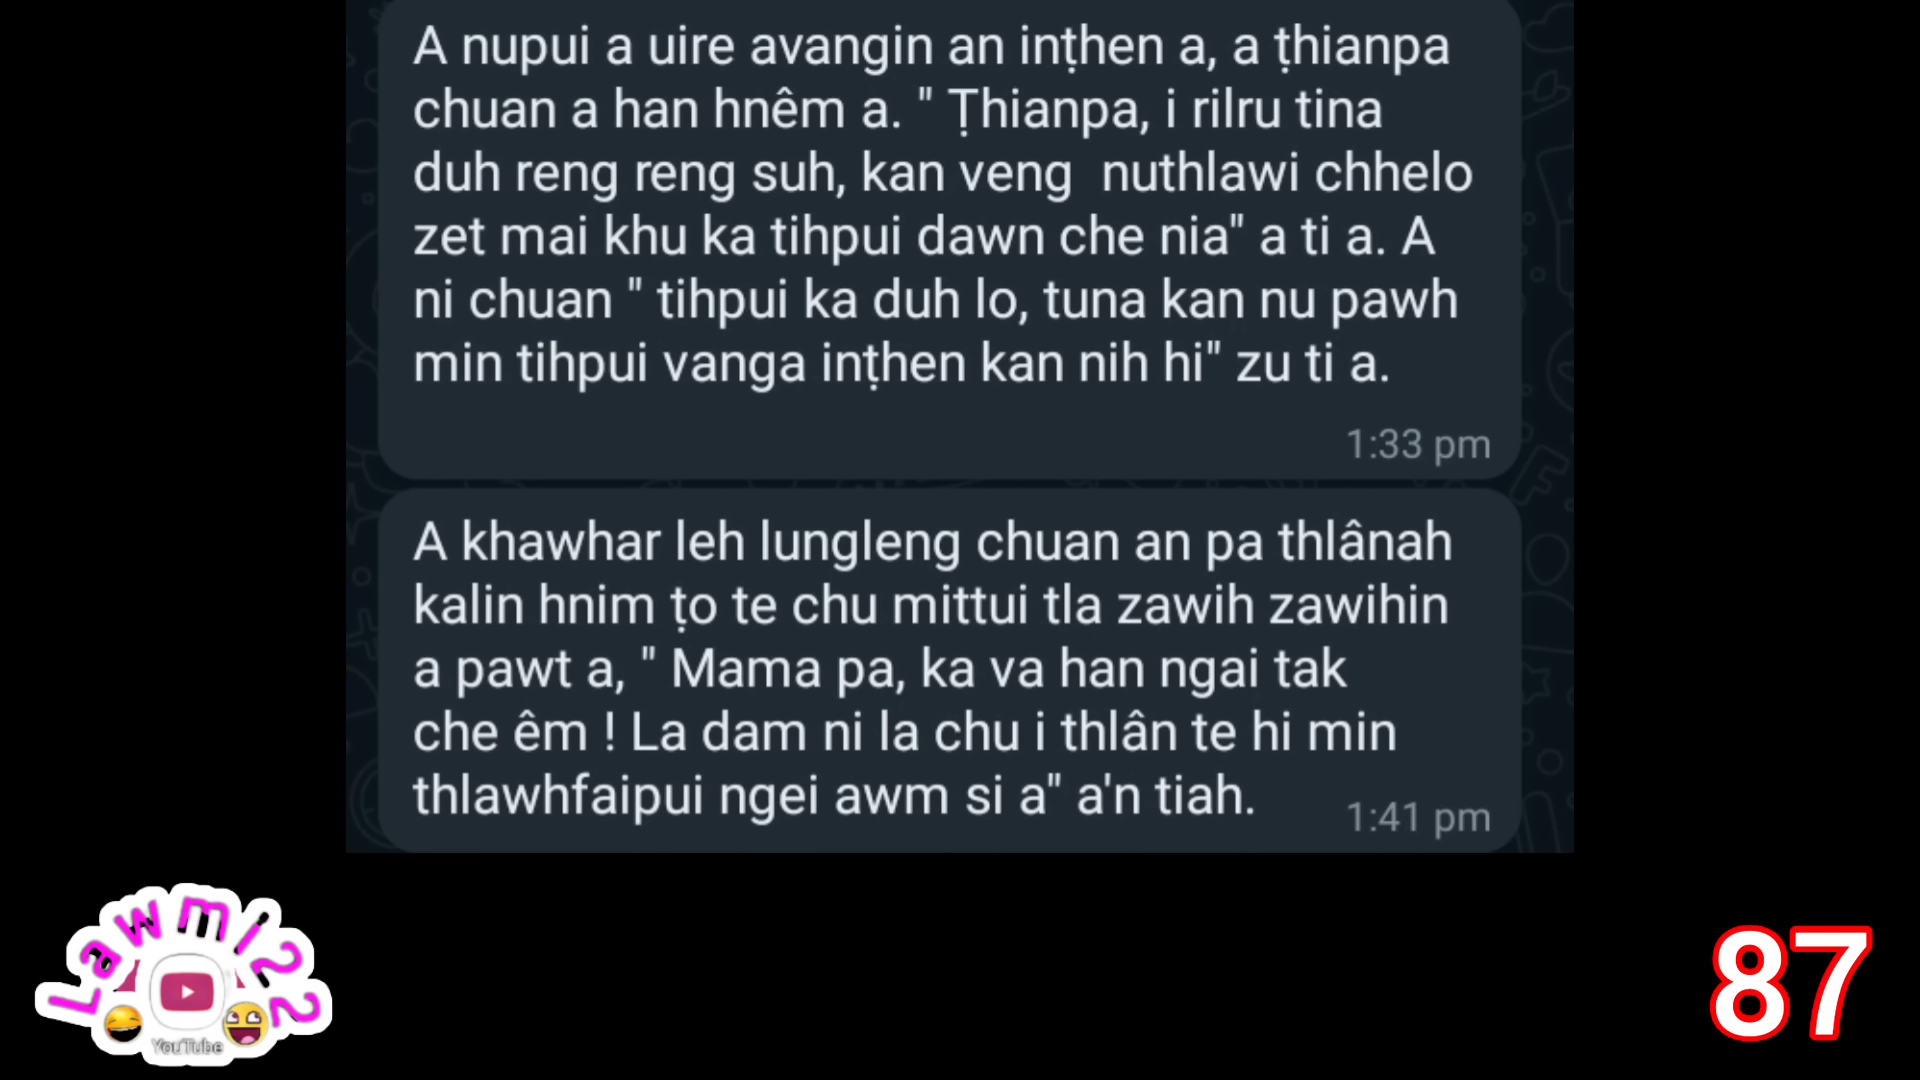 A nupui a uire avangin an inṭhen a, a ṭhianpa
chuan a han hnêm a. " Ṭhianpa, i rilru tina
duh reng reng suh, kan veng  nuthlawi chhelo
zet mai khu ka tihpui dawn che nia" a ti a. A
ni chuan " tihpui ka duh lo, tuna kan nu pawh
min tihpui vanga inṭhen kan nih hi" zu ti a.
1:33 pm
A khawhar leh lungleng chuan an pa thlânah
kalin hnim ṭo te chu mittui tla zawih zawihin
a pawt a, " Mama pa, ka va han ngai tak
che êm ! La dam ni la chu i thlân te hi min
thlawhfaipui ngei awm si a" a'n tiah.
1:41 pm
Lawmi22
YouTube
87